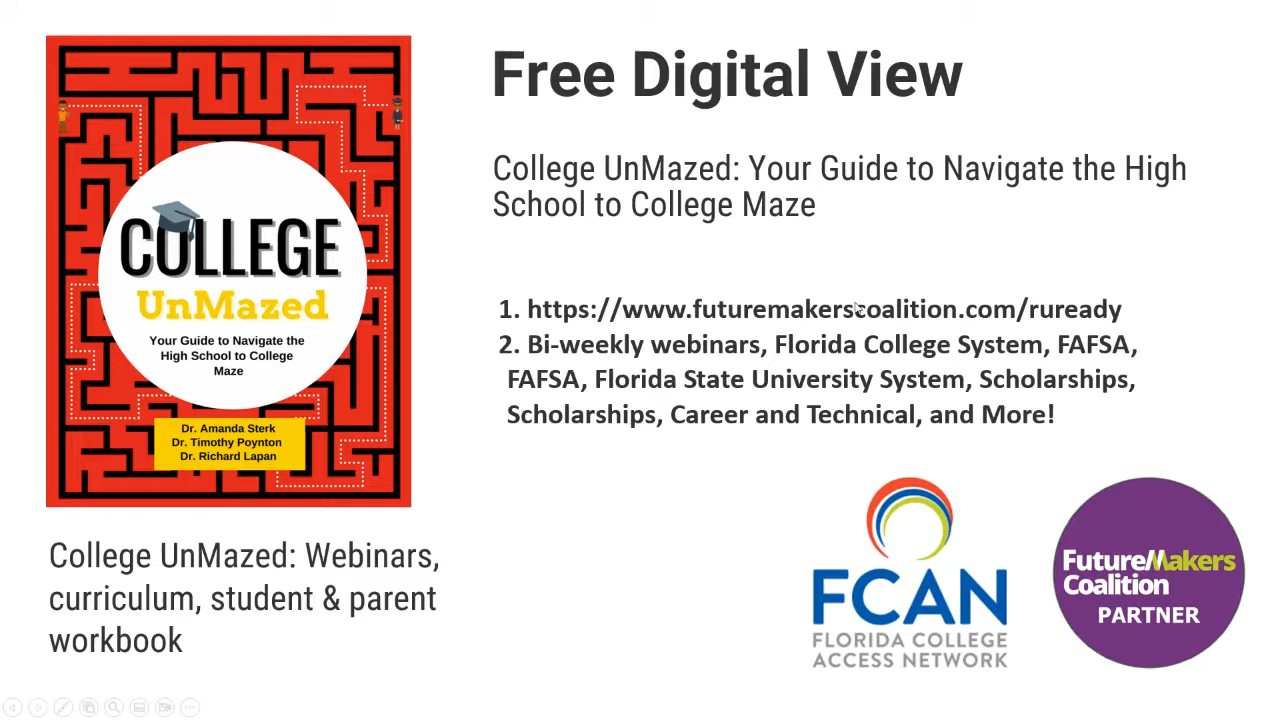 COLLEGE
UnMazed
Your Guide to Navigate the
High School to College
Maze
Dr. Amanda Sterk
Dr. Timothy Poynton
Dr. Richard Lapan
College UnMazed: Webinars,
curriculum, student & parent
workbook
Free Digital View
College UnMazed: Your Guide to Navigate the High
School to College Maze
1. https://www.futuremakerscoalition.com/ruready
2. Bi-weekly webinars, Florida College System, FAFSA,
FAFSA, Florida State University System, Scholarships,
Scholarships, Career and Technical, and More!
FCAN
FLORIDA COLLEGE
ACCESS NETWORK
FutureMakers
Coalition
PARTNER